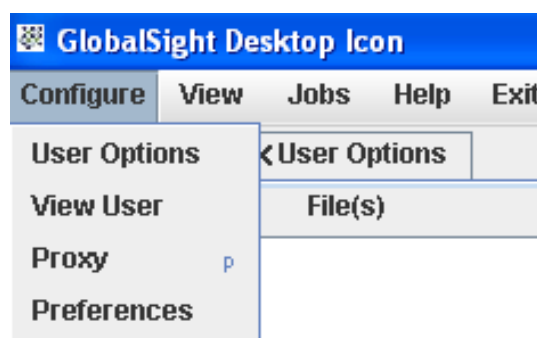 GlobalSight Desktop Icon
Configure View Jobs Help Exit
User Options
< User Options
View User
File(s)
Proxy p
Preferences